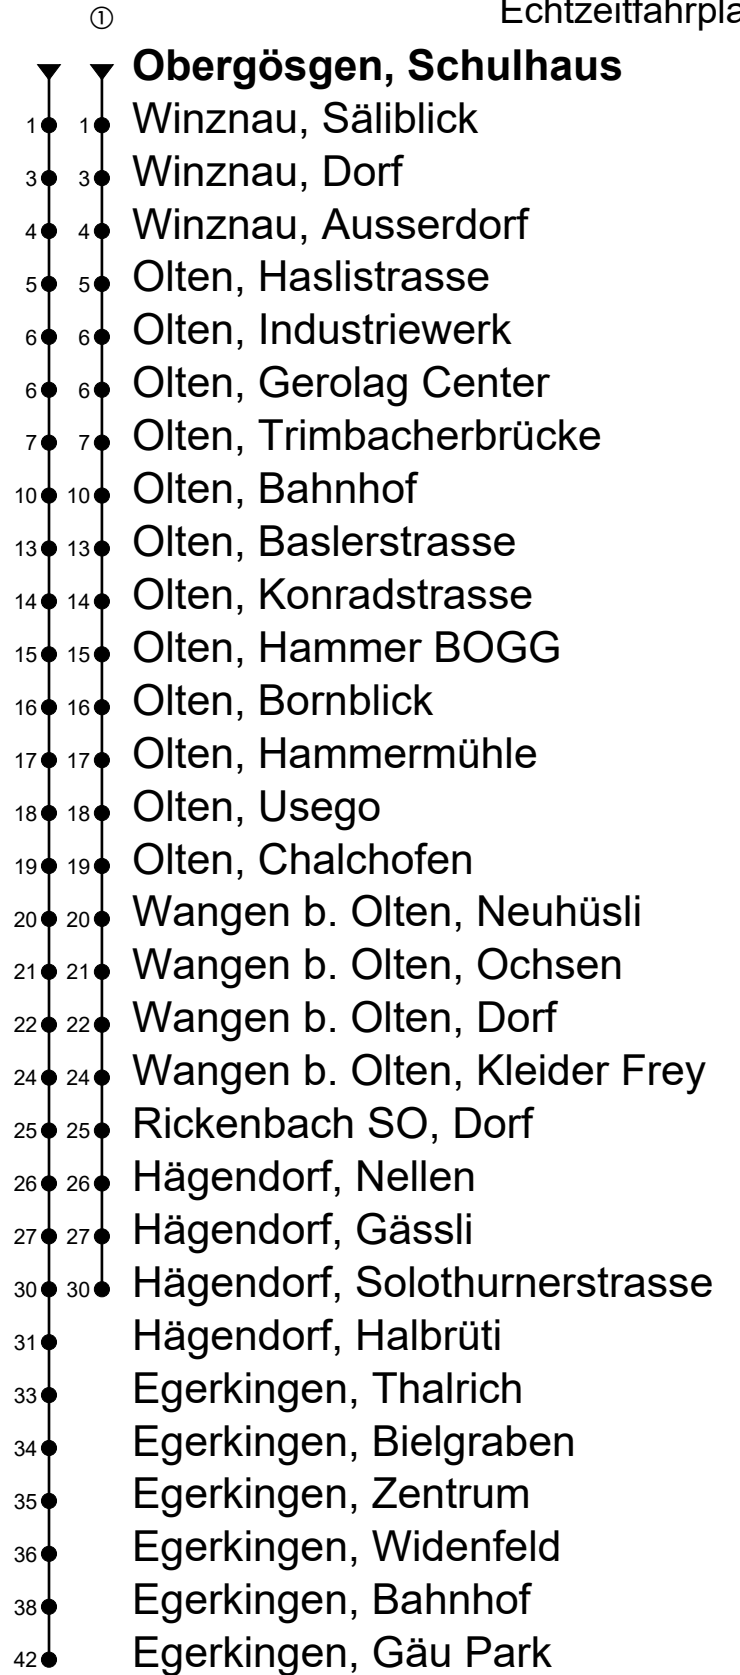 ① Echtzeitfahrpla
Obergösgen, Schulhaus
1 1 Winznau, Säliblick
3 3 Winznau, Dorf
4 4 Winznau, Ausserdorf
5 5 Olten, Haslistrasse
6 6 Olten, Industriewerk
6 6 Olten, Gerolag Center
7 7 Olten, Trimbacherbrücke
10 10 Olten, Bahnhof
13 13 Olten, Baslerstrasse
14 14 Olten, Konradstrasse
15 15 Olten, Hammer BOGG
16 16 Olten, Bornblick
17 17 Olten, Hammermühle
18 18 Olten, Usego
19 19 Olten, Chalchofen
20 20 Wangen b. Olten, Neuhüsli
21 21 Wangen b. Olten, Ochsen
22 22 Wangen b. Olten, Dorf
24 24 Wangen b. Olten, Kleider Frey
25 25 Rickenbach SO, Dorf
26 26 Hägendorf, Nellen
27 27 Hägendorf, Gässli
30 30 Hägendorf, Solothurnerstrasse
31 Hägendorf, Halbrüti
33 Egerkingen, Thalrich
34 Egerkingen, Bielgraben
35 Egerkingen, Zentrum
36 Egerkingen, Widenfeld
38 Egerkingen, Bahnhof
42 Egerkingen, Gäu Park